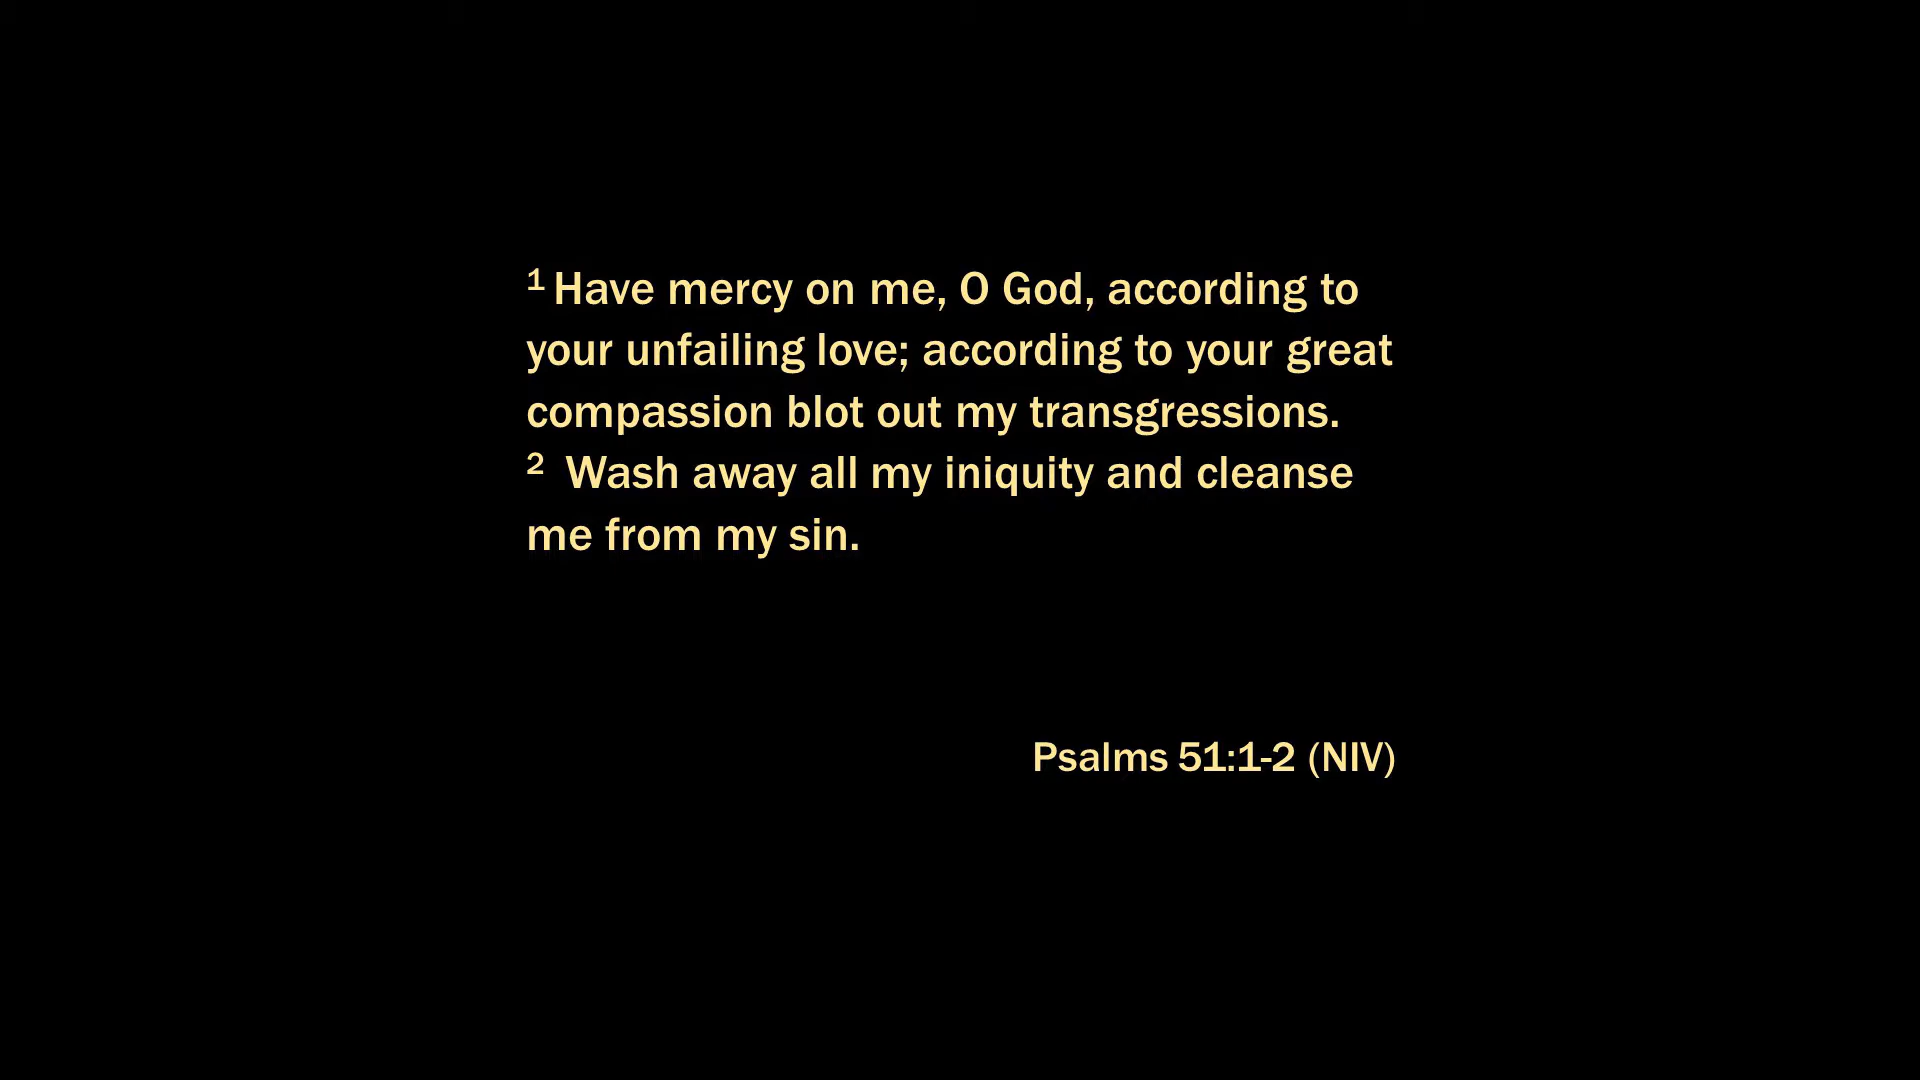 ¹ Have mercy on me, O God, according to
your unfailing love; according to your great
compassion blot out my transgressions.
² Wash away all my iniquity and cleanse
me from my sin.
Psalms 51:1-2 (NIV)